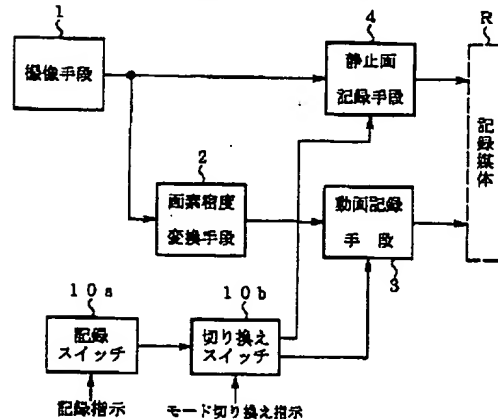 1
撮像手段
4
静止画
記録手段
R
記録媒体
2
画素密度
変換手段
動画記録
手段
3
10a
記録
スイッチ
10b
切り換え
スイッチ
記録指示
モード切り換え指示